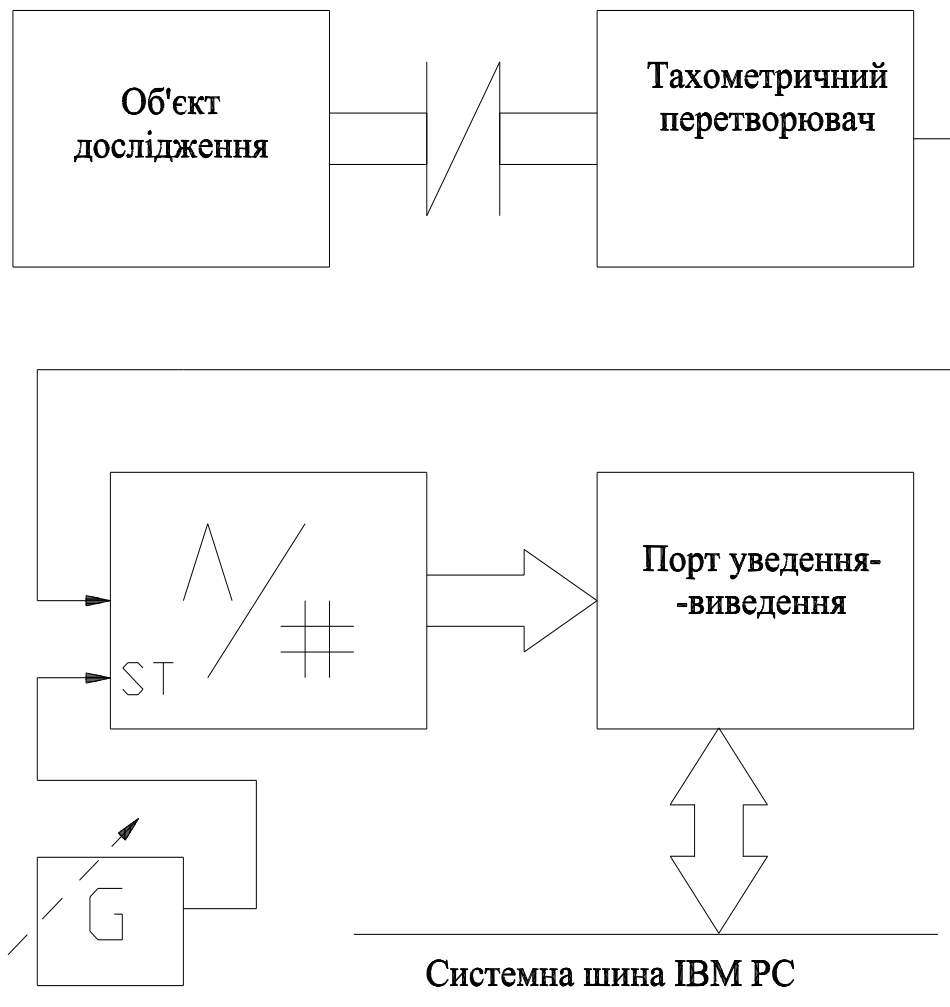 Об'єкт
дослідження
Тахометричний
перетворювач
Λ/#
ST
Порт уведення-
-виведення
G
Системна шина IBM PC